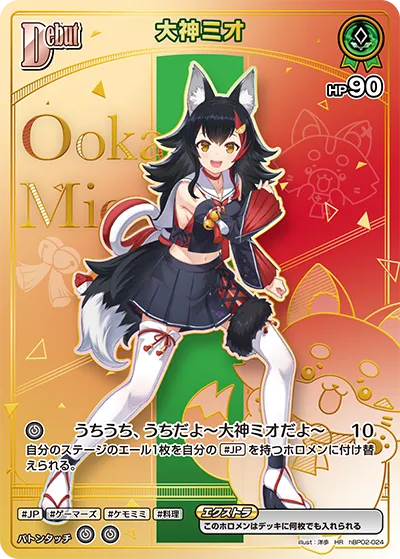 Debut
大神ミオ
HP90
Ooka
Mio
うちうち、うちだよ～大神ミオだよ～ 10
自分のステージのエール1枚を自分の #JP を持つホロメンに付け替
えられる。
#JP #ゲーマーズ #ケモミミ #料理
エクストラ
このホロメンはデッキに何枚でも入れられる
バトンタッチ
illust：洋歩 HR hBP02-024